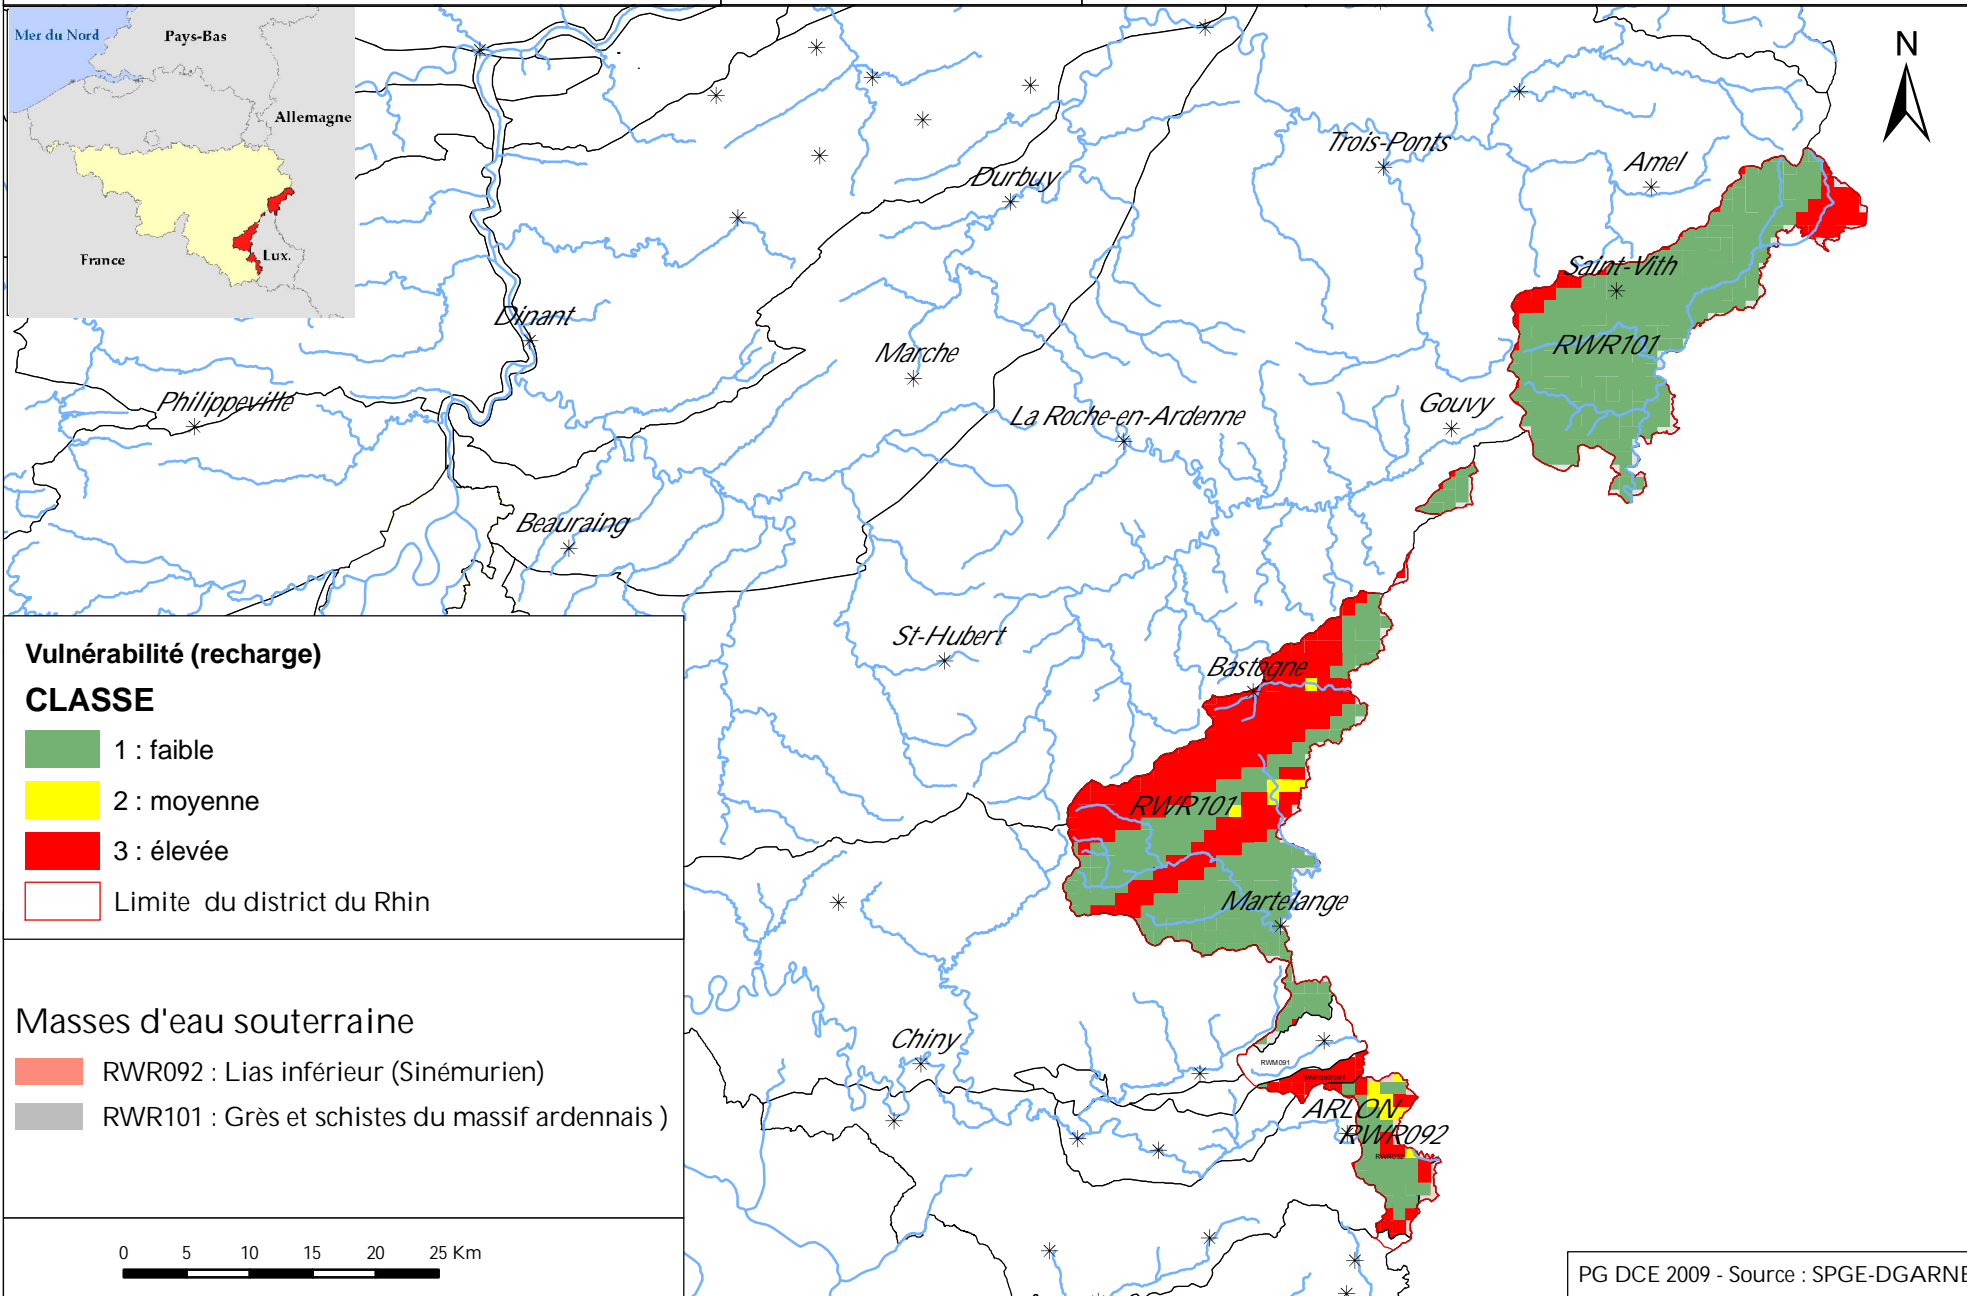 Mer du Nord
Pays-Bas
Allemagne
France
Lux.
N
Trois-Ponts
Amel
Durbuy
Saint-Vith
Dinant
RWR101
Marche
Philippeville
Gouvy
La Roche-en-Ardenne
Beauraing
St-Hubert
Bastogne
RWR101
Martelange
Chiny
RWM091
ARLON
RWR092
RWR092
Vulnérabilité (recharge)
CLASSE
1 : faible
2 : moyenne
3 : élevée
Limite du district du Rhin
Masses d'eau souterraine
RWR092 : Lias inférieur (Sinémurien)
RWR101 : Grès et schistes du massif ardennais )
0 5 10 15 20 25 Km
PG DCE 2009 - Source : SPGE-DGARNE